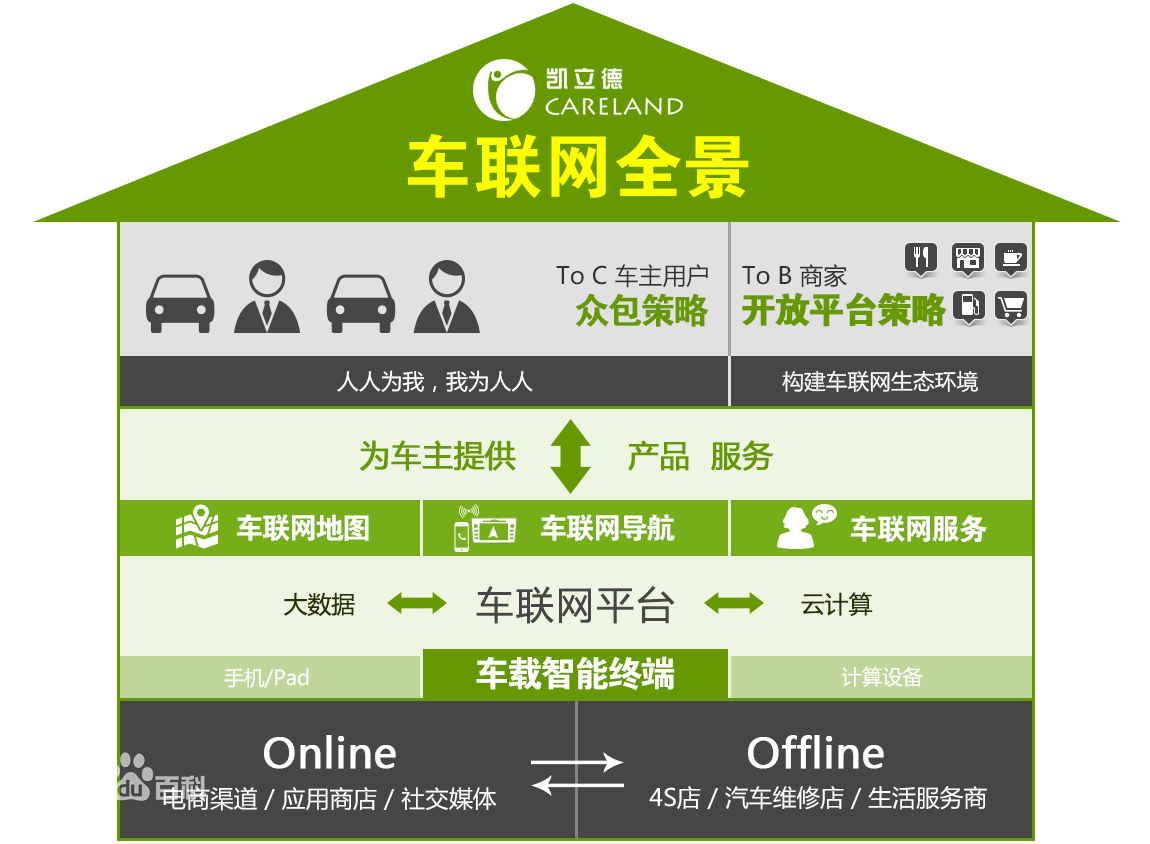 凯立德
CARELAND
车联网全景
To C 车主用户
众包策略
To B 商家
开放平台策略
人人为我，我为人人
构建车联网生态环境
为车主提供 产品 服务
车联网地图
车联网导航
车联网服务
大数据
车联网平台
云计算
手机/Pad
车载智能终端
计算设备
Online
电商渠道 / 应用商店 / 社交媒体
Offline
4S店 / 汽车维修店 / 生活服务商
du百科